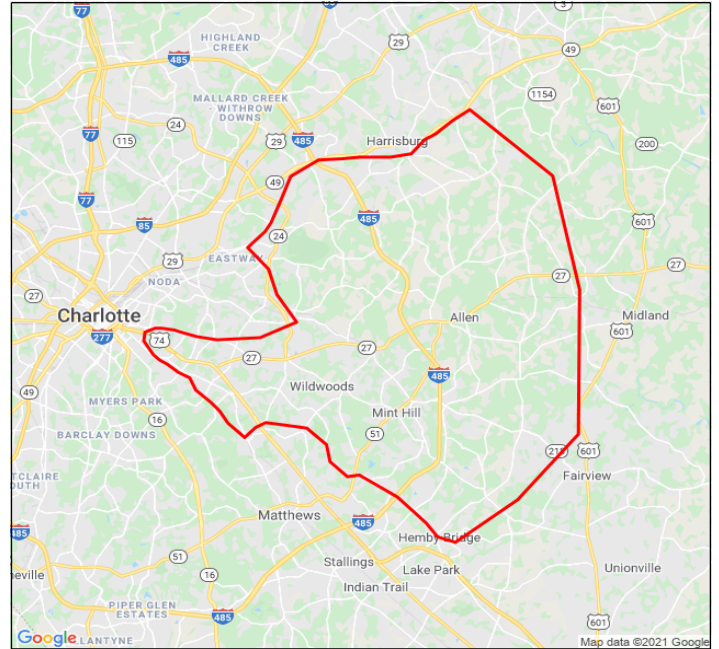 77
3
HIGHLAND
CREEK
29
49
485
601
MALLARD CREEK
- WITHROW
DOWNS
1154
77
24
115
29
485
Harrisburg
200
49
77
485
601
85
24
EASTWAY
29
27
27
NODA
27
Charlotte
277
74
Allen
Midland
601
27
27
49
Wildwoods
485
MYERS PARK
16
Mint Hill
BARCLAY DOWNS
51
601
Fairview
485
Matthews
485
Hemby Bridge
51
Stallings
Lake Park
Unionville
16
Indian Trail
PIPER GLEN
ESTATES
485
601
Google
Map data ©2021 Google